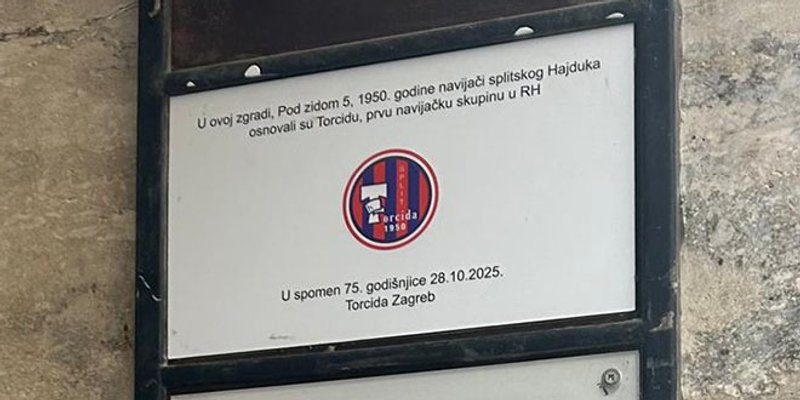 U ovoj zgradi, Pod zidom 5, 1950. godine navijači splitskog Hajduka
osnovali su Torcidu, prvu navijačku skupinu u RH
SPLIT
Torcida
1950
U spomen 75. godišnjice 28.10.2025.
Torcida Zagreb